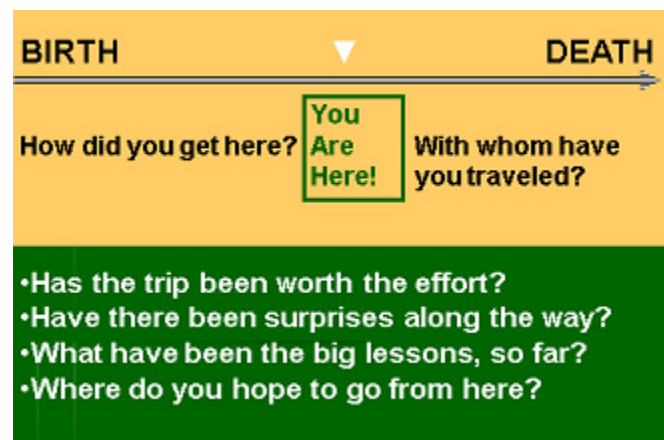 BIRTH DEATH
You
How did you get here? Are With whom have
Here! you traveled?
•Has the trip been worth the effort?
•Have there been surprises along the way?
•What have been the big lessons, so far?
•Where do you hope to go from here?